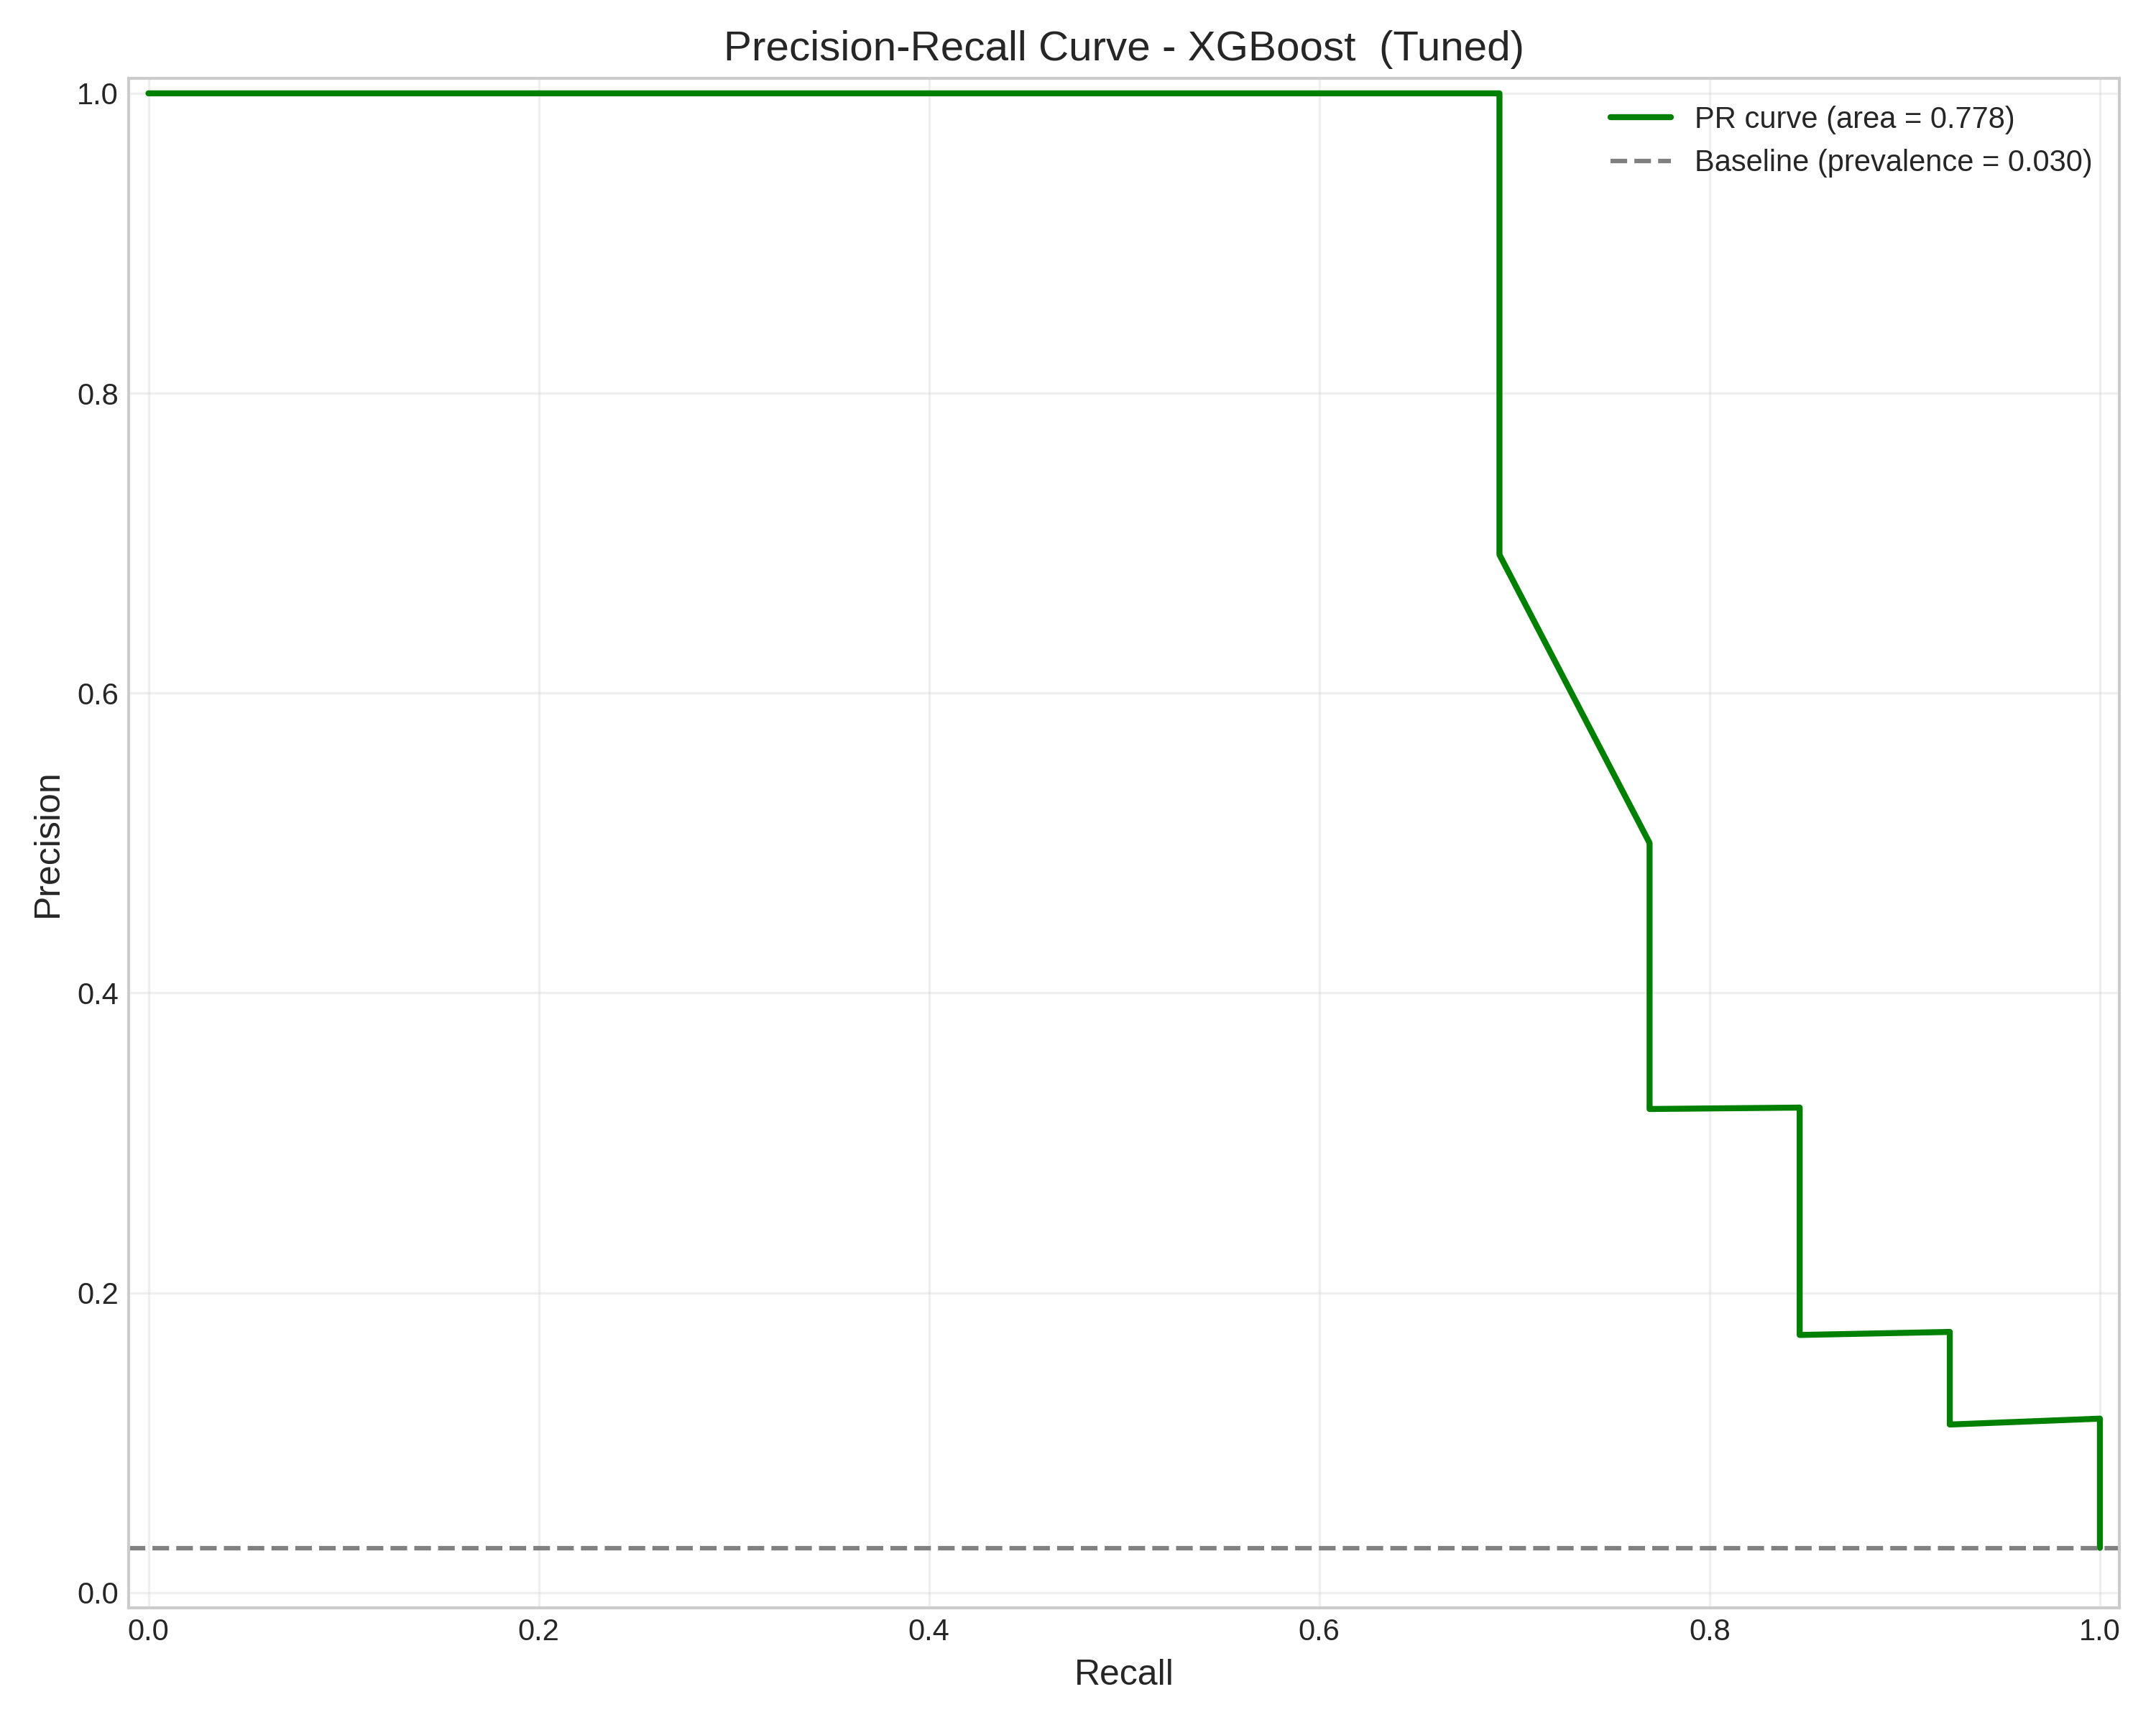 Precision-Recall Curve - XGBoost  (Tuned)
PR curve (area = 0.778)
Baseline (prevalence = 0.030)
1.0
0.8
0.6
0.4
0.2
0.0
Precision
0.0 0.2 0.4 0.6 0.8 1.0
Recall